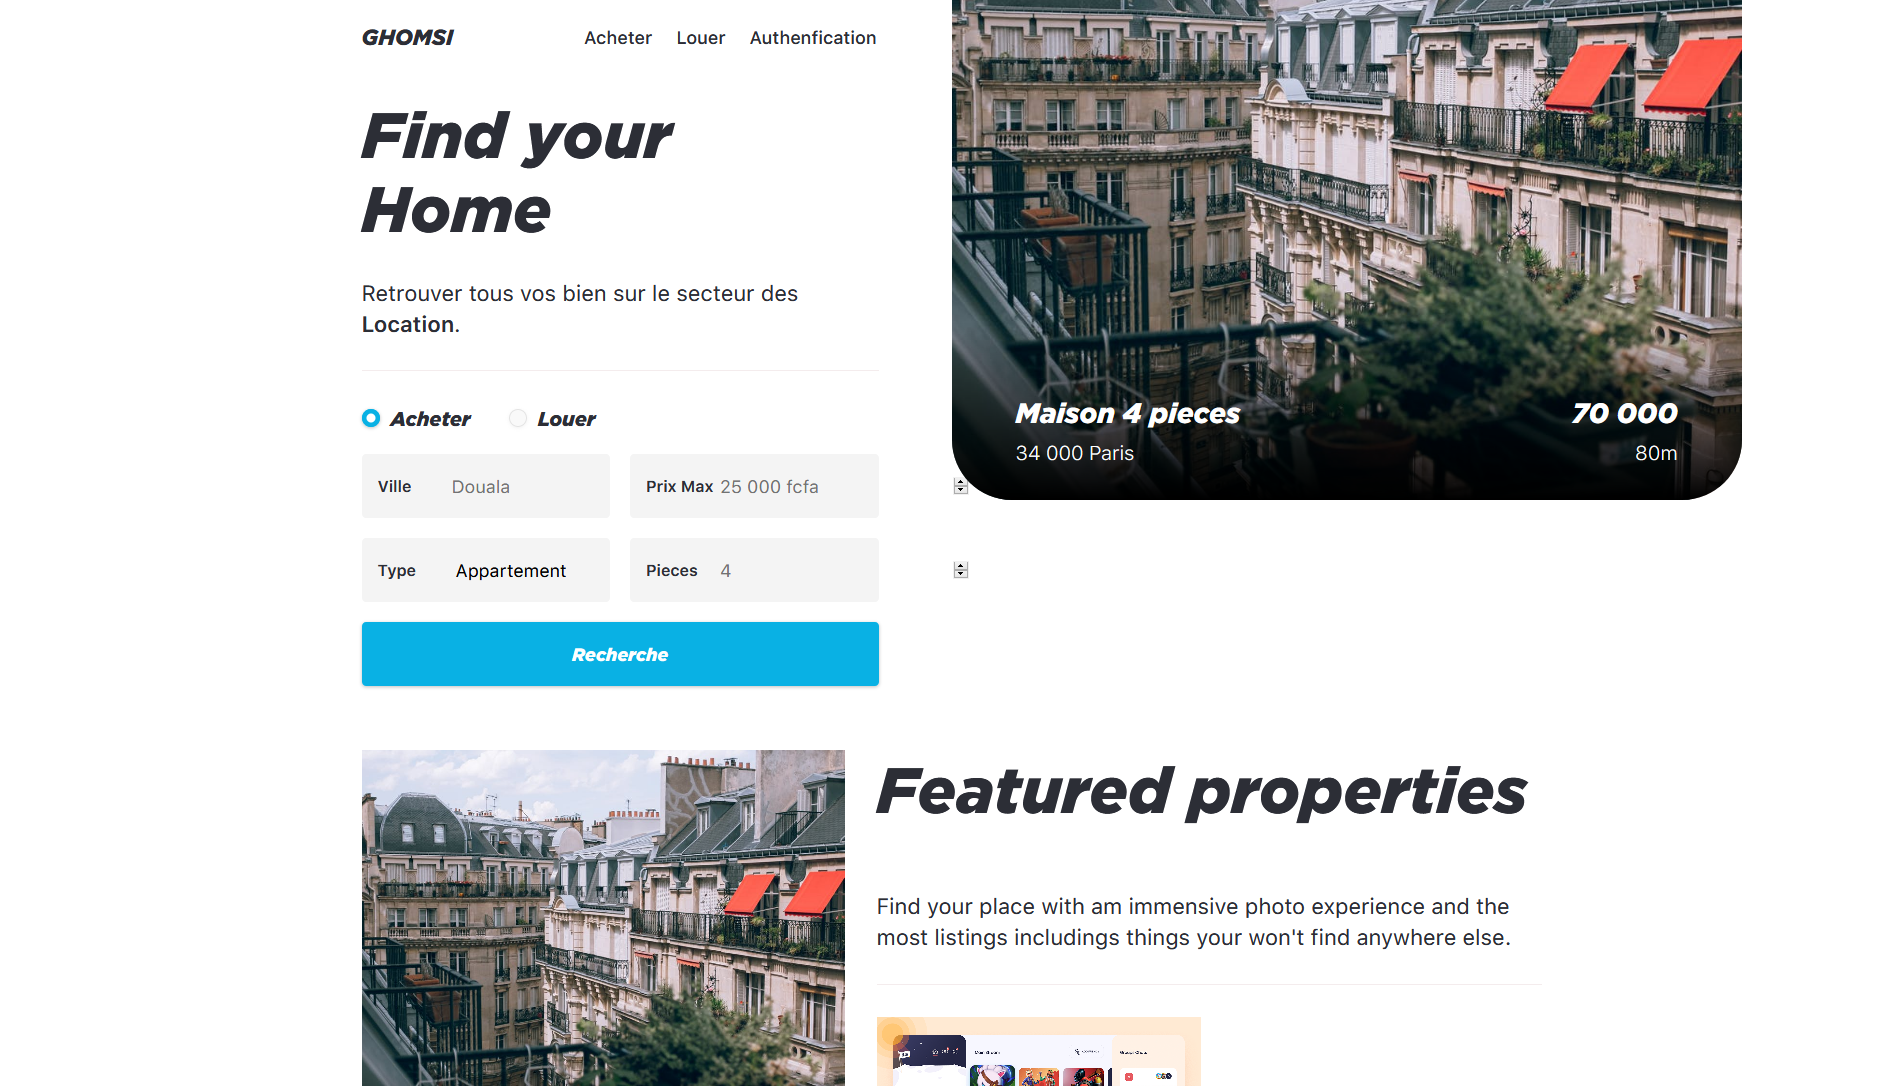 GHOMSI
Acheter Louer Authenfication
Find your
Home
Retrouver tous vos bien sur le secteur des
Location.
Acheter Louer
Ville Douala
Prix Max 25 000 fcfa
Type Appartement
Pieces 4
Recherche
Maison 4 pieces 70 000
34 000 Paris 80m
Featured properties
Find your place with am immensive photo experience and the
most listings includings things your won't find anywhere else.